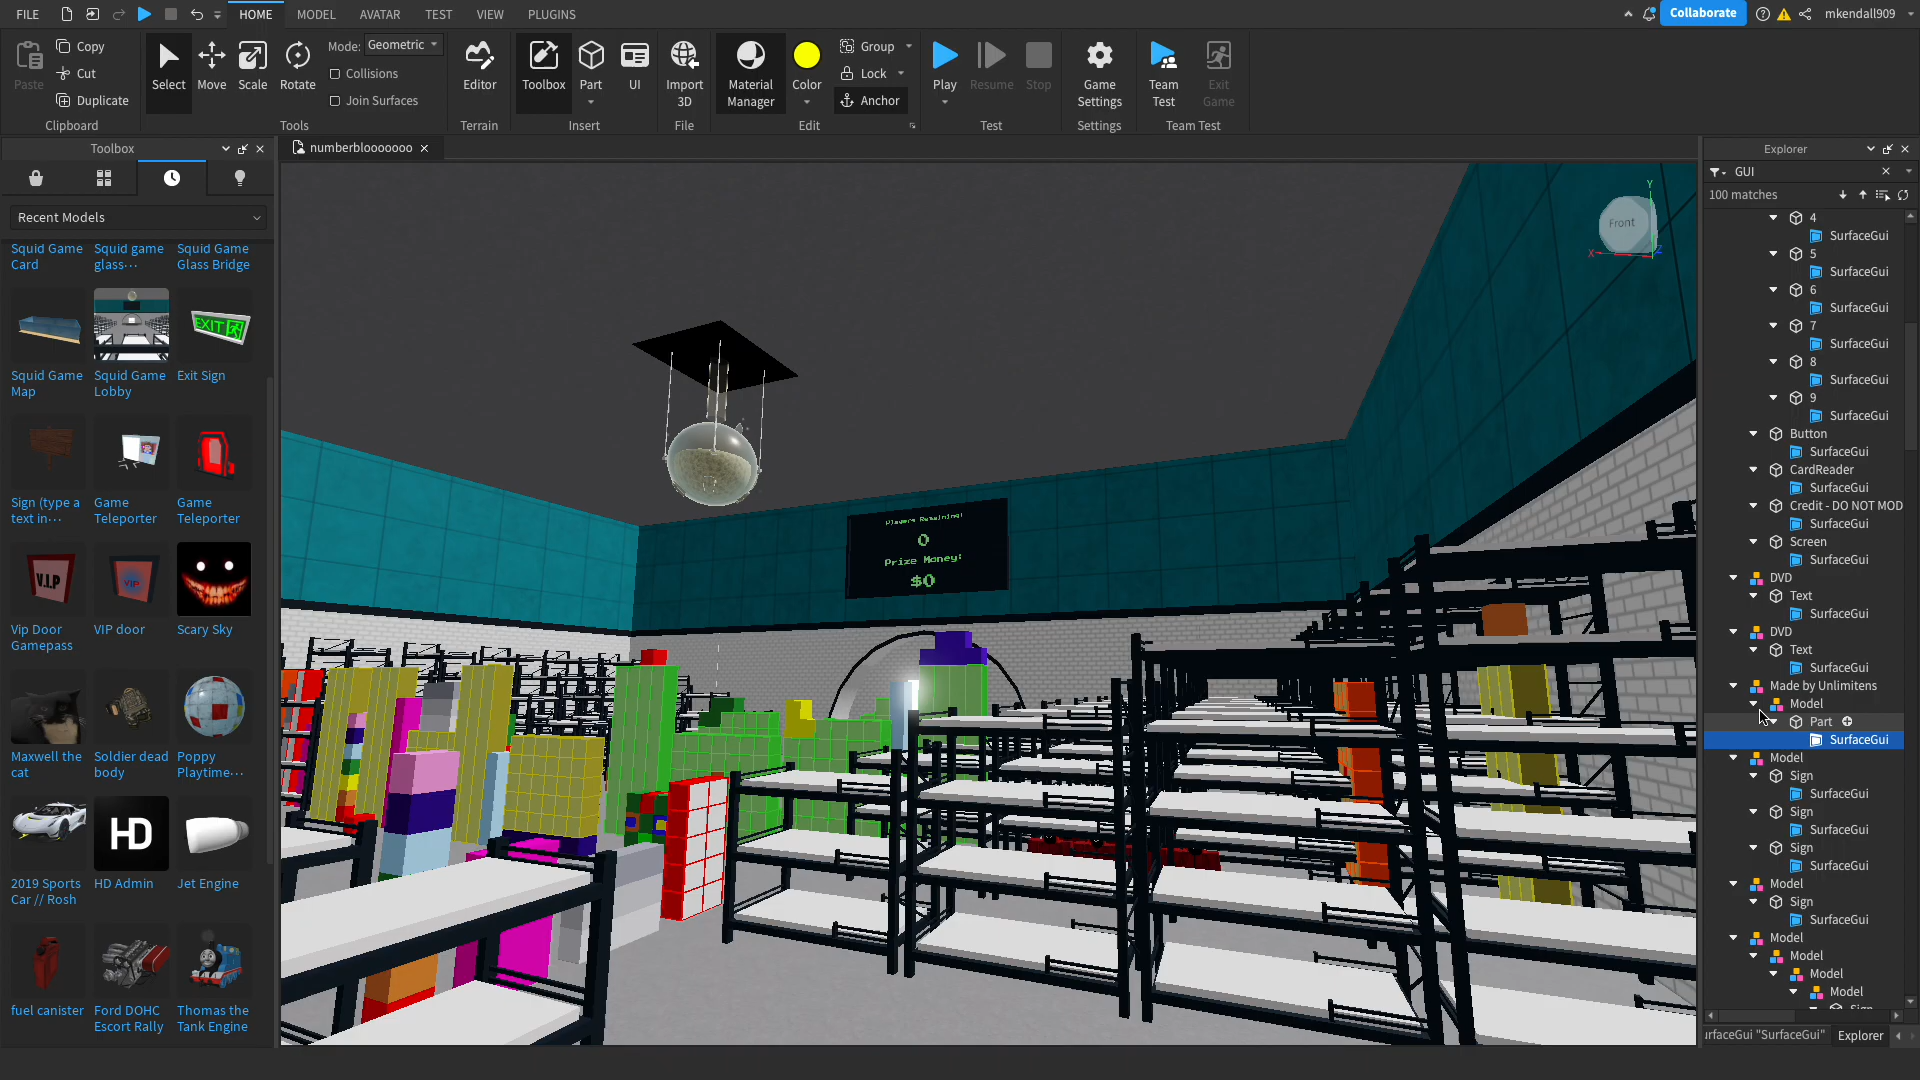 FILE HOME MODEL AVATAR TEST VIEW PLUGINS Collaborate mkendall909
Paste Copy Cut Duplicate Clipboard
Select Move Scale Rotate Mode: Geometric Collisions Join Surfaces Tools
Editor Terrain
Toolbox Part UI Insert
Import 3D File
Material Manager Color Group Lock Anchor Edit
Play Resume Stop Test
Game Settings Settings
Team Test Exit Game Team Test
Toolbox
Recent Models
Squid Game Card
Squid game glass...
Squid Game Glass Bridge
Squid Game Map
Squid Game Lobby
EXIT
Exit Sign
Sign (type a text in...
Game Teleporter
Game Teleporter
V.I.P
Vip Door Gamepass
VIP
VIP door
Scary Sky
Maxwell the cat
Soldier dead body
Poppy Playtime...
2019 Sports Car // Rosh
HD
HD Admin
Jet Engine
fuel canister
Ford DOHC Escort Rally
Thomas the Tank Engine
numberblooooooo
Players Remaining:
0
Prize Money:
$0
Y
Front
X
Z
Explorer
GUI
100 matches
4
SurfaceGui
5
SurfaceGui
6
SurfaceGui
7
SurfaceGui
8
SurfaceGui
9
SurfaceGui
Button
SurfaceGui
CardReader
SurfaceGui
Credit - DO NOT MOD
SurfaceGui
Screen
SurfaceGui
DVD
Text
SurfaceGui
DVD
Text
SurfaceGui
Made by Unlimitens
Model
Part
SurfaceGui
Model
Sign
SurfaceGui
Sign
SurfaceGui
Sign
SurfaceGui
Model
Sign
SurfaceGui
Model
Model
Model
Model
Sign
urfaceGui "SurfaceGui" Explorer